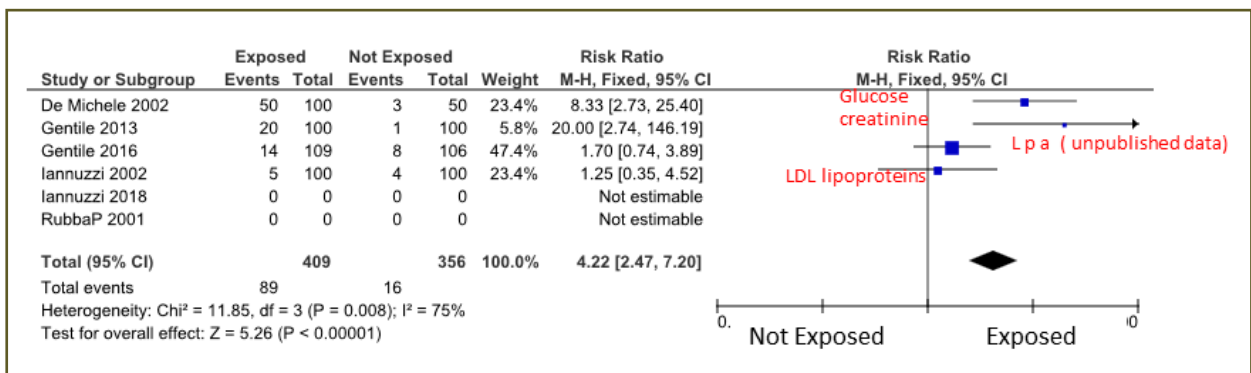 Exposed Not Exposed Risk Ratio Risk Ratio
Study or Subgroup Events Total Events Total Weight M-H, Fixed, 95% CI M-H, Fixed, 95% CI
De Michele 2002 50 100 3 50 23.4% 8.33 [2.73, 25.40] Glucose
Gentile 2013 20 100 1 100 5.8% 20.00 [2.74, 146.19] creatinine
Gentile 2016 14 109 8 106 47.4% 1.70 [0.74, 3.89] L p a ( unpublished data)
Iannuzzi 2002 5 100 4 100 23.4% 1.25 [0.35, 4.52] LDL lipoproteins
Iannuzzi 2018 0 0 0 0 Not estimable
RubbaP 2001 0 0 0 0 Not estimable
Total (95% CI) 409 356 100.0% 4.22 [2.47, 7.20]
Total events 89 16
Heterogeneity: Chi² = 11.85, df = 3 (P = 0.008); I² = 75%
Test for overall effect: Z = 5.26 (P < 0.00001)
0.
Not Exposed Exposed